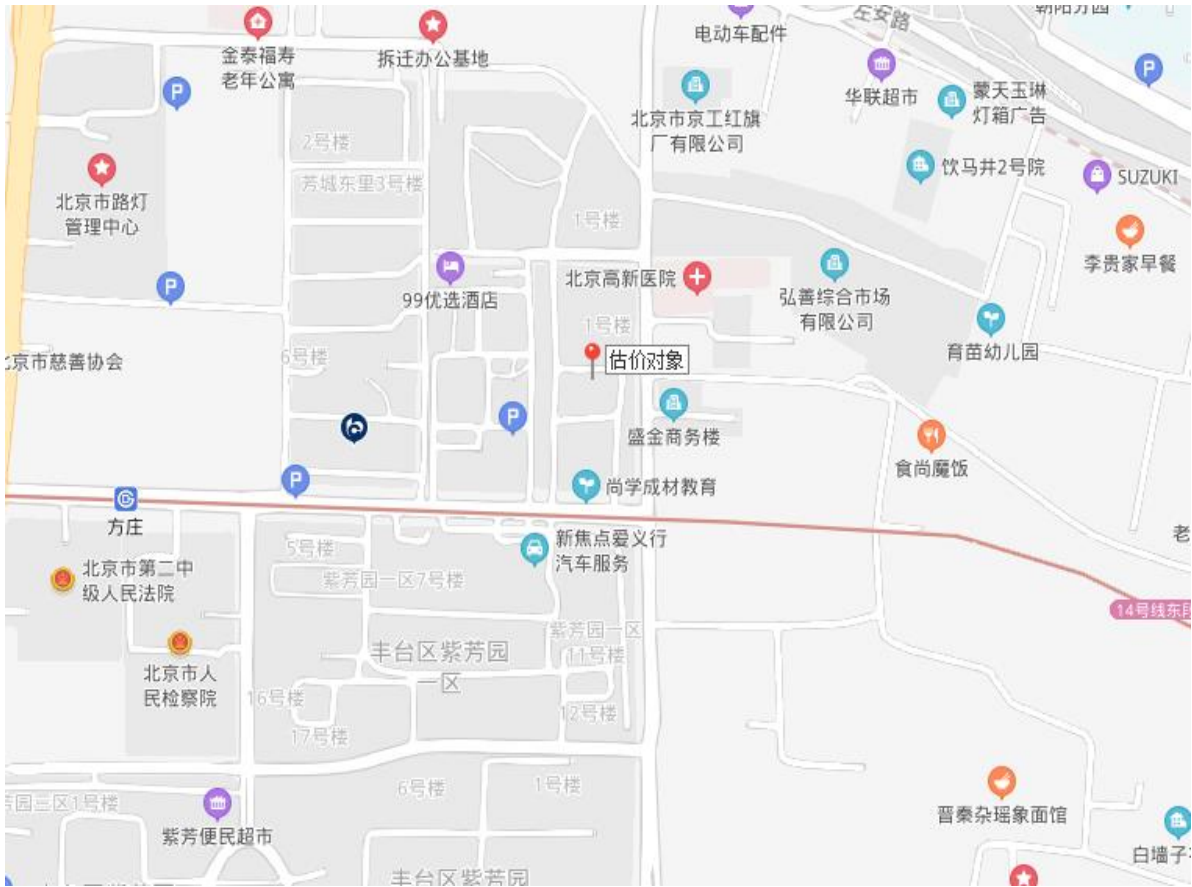 朝阳分园
左安路
电动车配件
金泰福寿
老年公寓
拆迁办公基地
P
P
华联超市
蒙天玉琳
灯箱广告
北京市京工红旗
厂有限公司
2号楼
饮马井2号院
SUZUKI
芳城东里3号楼
北京市路灯
管理中心
1号楼
李贵家早餐
北京高新医院
99优选酒店
P
弘善综合市场
有限公司
1号楼
育苗幼儿园
6号楼
估价对象
北京市慈善协会
P
盛金商务楼
食尚魔饭
P
尚学成材教育
方庄
新焦点爱义行
汽车服务
老
5号楼
北京市第二中
级人民法院
紫芳园一区7号楼
14号线东段
紫芳园一区
11号楼
丰台区紫芳园
一区
北京市人
民检察院
16号楼
12号楼
17号楼
6号楼
1号楼
芳园三区1号楼
紫芳便民超市
晋秦杂瑶象面馆
白墙子
丰台区紫芳园